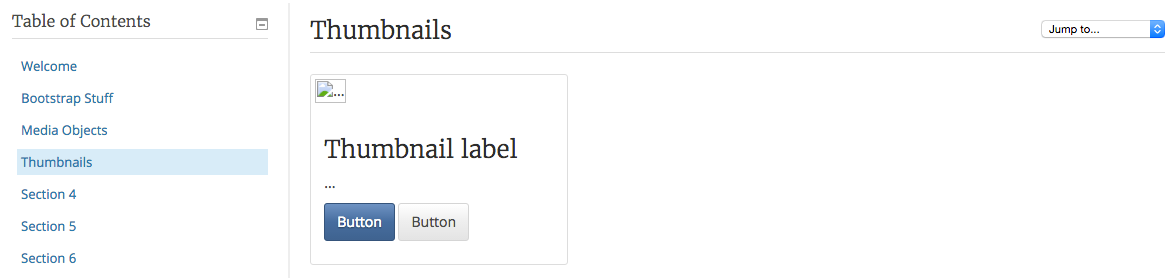 Table of Contents
Welcome
Bootstrap Stuff
Media Objects
Thumbnails
Section 4
Section 5
Section 6
Thumbnails
Jump to...
...
Thumbnail label
...
Button Button